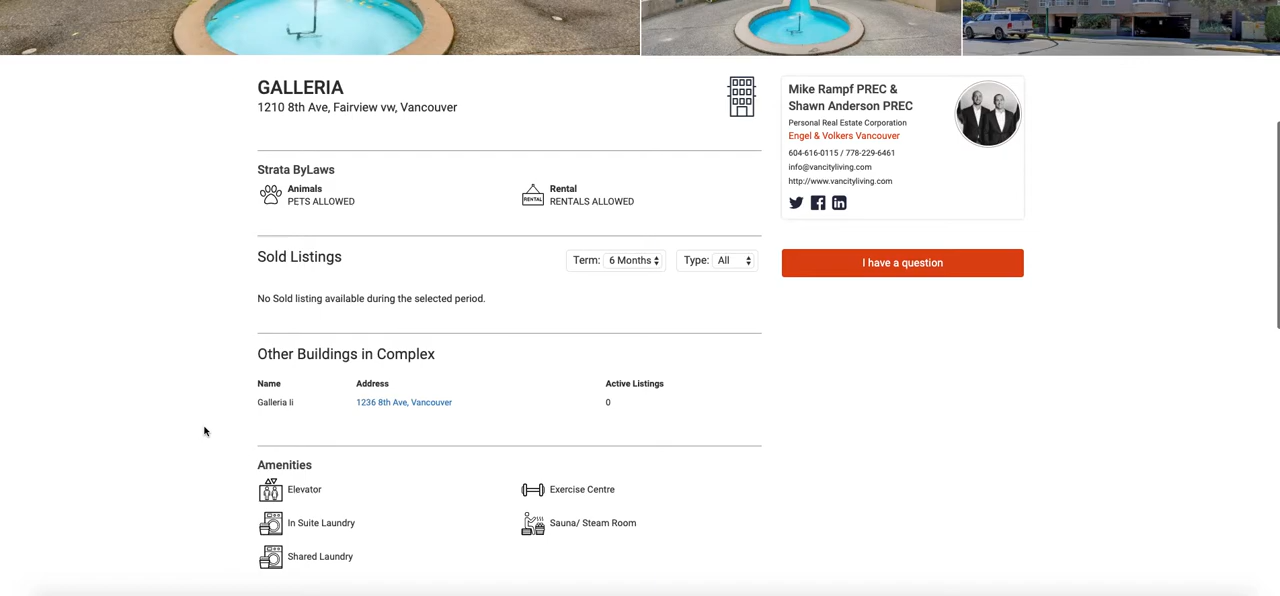 GALLERIA
1210 8th Ave, Fairview vw, Vancouver
Mike Rampf PREC &
Shawn Anderson PREC
Personal Real Estate Corporation
Engel & Volkers Vancouver
604-616-0115 / 778-229-6461
info@vancityliving.com
http://www.vancityliving.com
I have a question
Strata ByLaws
Animals
PETS ALLOWED
RENTAL
Rental
RENTALS ALLOWED
Sold Listings
Term: 6 Months
Type: All
No Sold listing available during the selected period.
Other Buildings in Complex
Name Address Active Listings
Galleria Ii 1236 8th Ave, Vancouver 0
Amenities
Elevator
Exercise Centre
In Suite Laundry
Sauna/ Steam Room
Shared Laundry